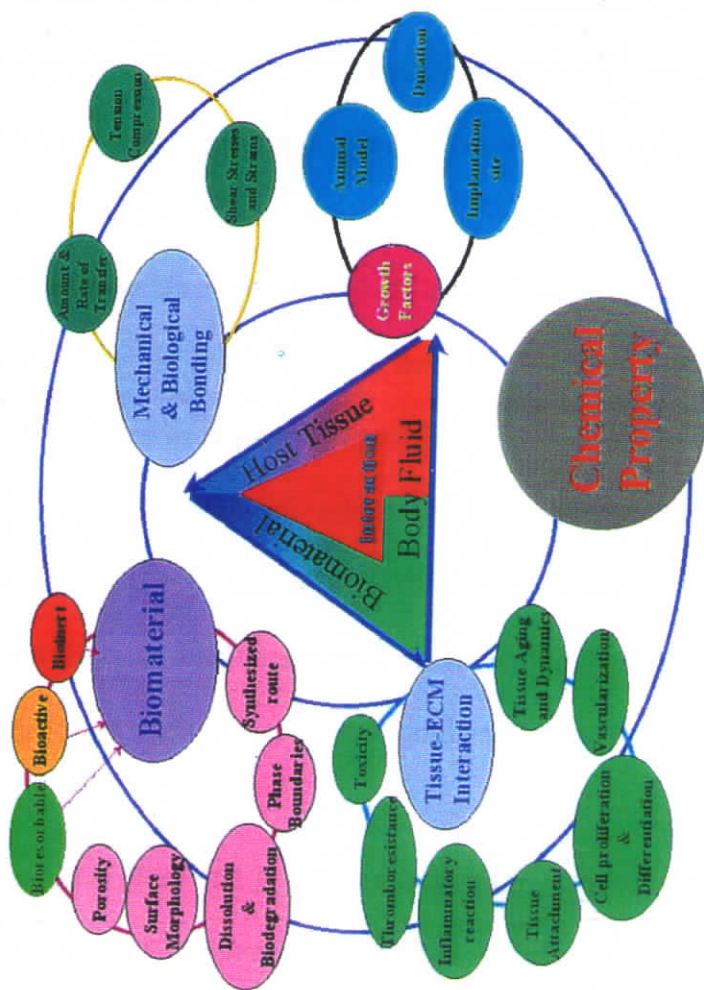 Tension
Compression
Shear Stresses
and Strains
Amount &
Rate of
Transfer
Mechanical
& Biological
Bonding
Duration
Animal
Model
Implantation
site
Growth
Factors
Host Tissue
Biomaterial
Interaction
Body Fluid
Chemical
Property
Bioinert
Bioactive
Bioresorbable
Biomaterial
Porosity
Surface
Morphology
Dissolution
&
Biodegradation
Phase
Boundaries
Synthesized
route
Tissue-ECM
Interaction
Toxicity
Thromboresistance
Inflammatory
reaction
Tissue
Attachment
Cell proliferation
&
Differentiation
Vascularization
Tissue Aging
and Dynamics